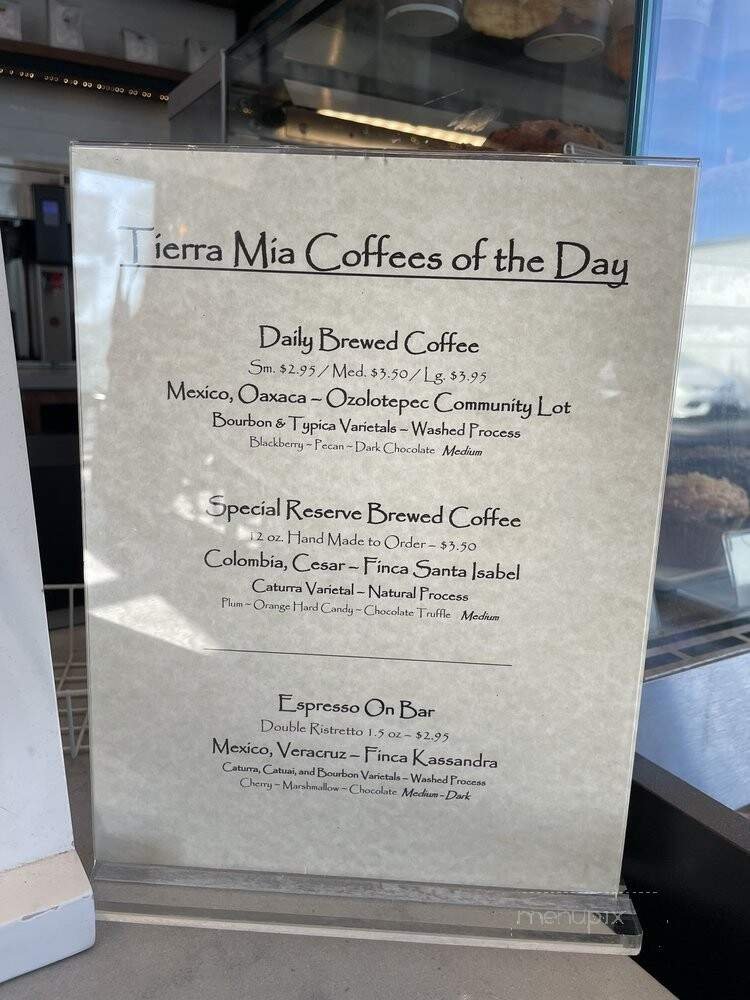 Tierra Mia Coffees of the Day
Daily Brewed Coffee
Sm. $2.95 / Med. $3.50 / Lg. $3.95
Mexico, Oaxaca ~ Ozolotepec Community Lot
Bourbon & Typica Varietals ~ Washed Process
Blackberry ~ Pecan ~ Dark Chocolate Medium
Special Reserve Brewed Coffee
12 oz. Hand Made to Order ~ $3.50
Colombia, Cesar ~ Finca Santa Isabel
Caturra Varietal ~ Natural Process
Plum ~ Orange Hard Candy ~ Chocolate Truffle Medium
Espresso On Bar
Double Ristretto 1.5 oz ~ $2.95
Mexico, Veracruz ~ Finca Kassandra
Caturra, Catuai, and Bourbon Varietals ~ Washed Process
Cherry ~ Marshmallow ~ Chocolate Medium-Dark
menupix